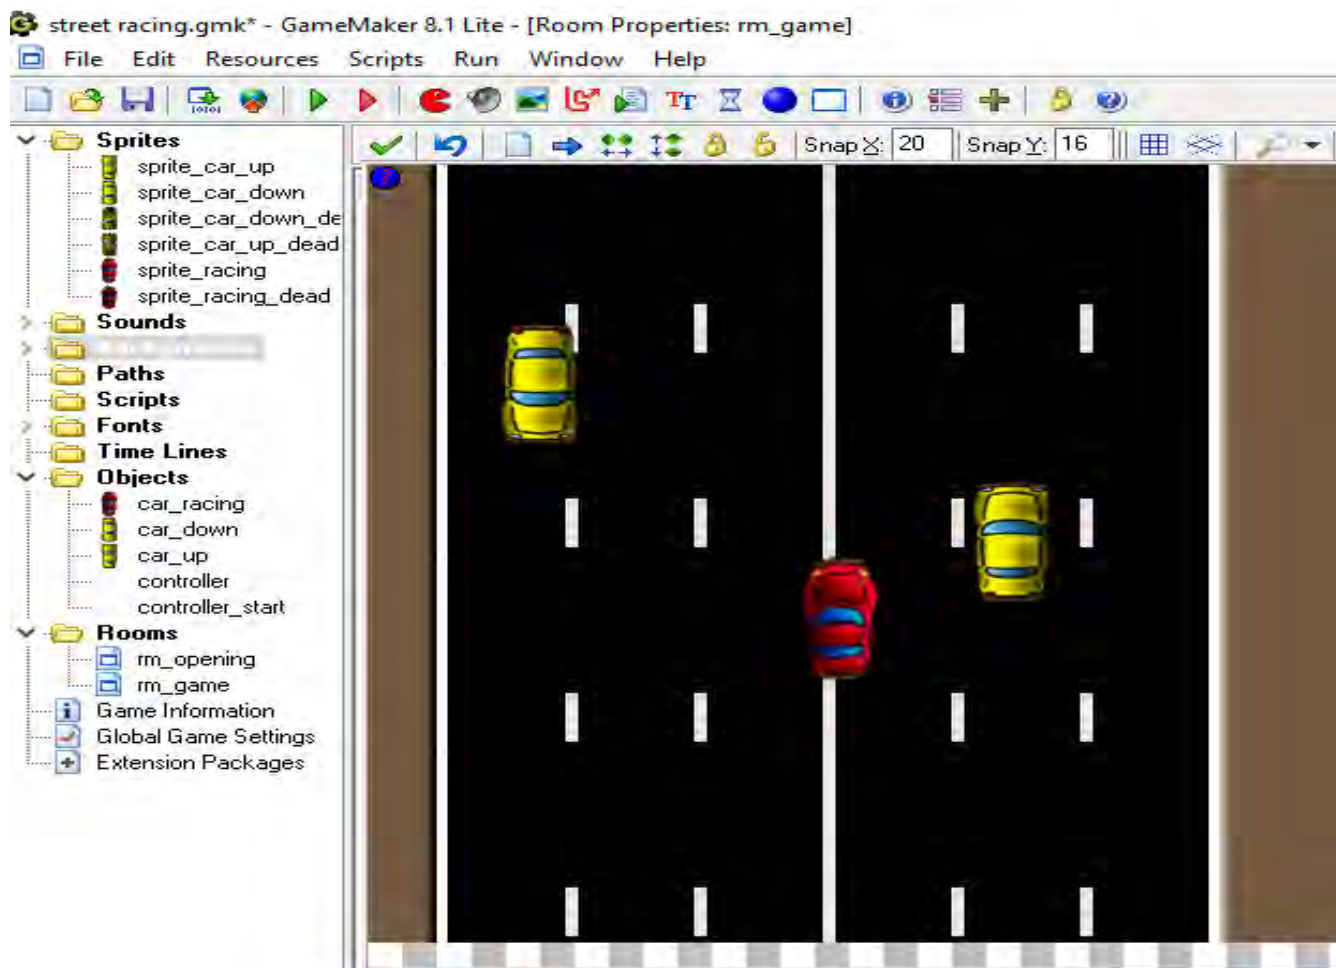 street racing.gmk* - GameMaker 8.1 Lite - [Room Properties: rm_game]
File Edit Resources Scripts Run Window Help
Snap X: 20 Snap Y: 16
Sprites
sprite_car_up
sprite_car_down
sprite_car_down_de
sprite_car_up_dead
sprite_racing
sprite_racing_dead
Sounds
Paths
Scripts
Fonts
Time Lines
Objects
car_racing
car_down
car_up
controller
controller_start
Rooms
rm_opening
rm_game
Game Information
Global Game Settings
Extension Packages